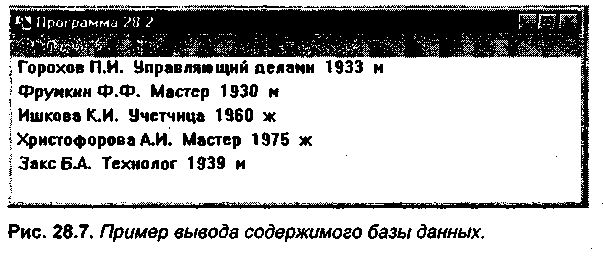 Программа 28-2
Горохов П.И. Управляющий делами 1933 м
Фрумкин Ф.Ф. Мастер 1930 м
Ишкова К.И. Учетчица 1960 ж
Христофорова А.И. Мастер 1975 ж
Закс Б.А. Технолог 1939 м
Рис. 28.7. Пример вывода содержимого базы данных.